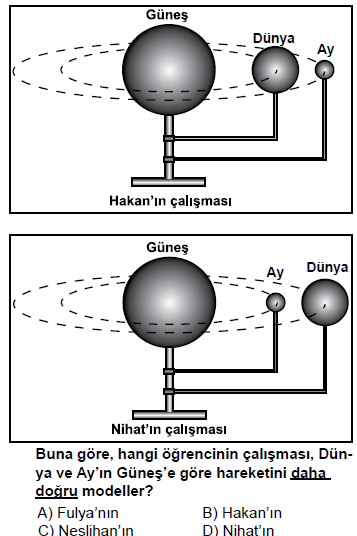 Güneş
Dünya
Ay
Hakan'ın çalışması
Güneş
Ay
Dünya
Nihat'ın çalışması
Buna göre, hangi öğrencinin çalışması, Dün-
ya ve Ay'ın Güneş'e göre hareketini daha
doğru modeller?
A) Fulya'nın B) Hakan'ın
C) Neslihan'ın D) Nihat'ın